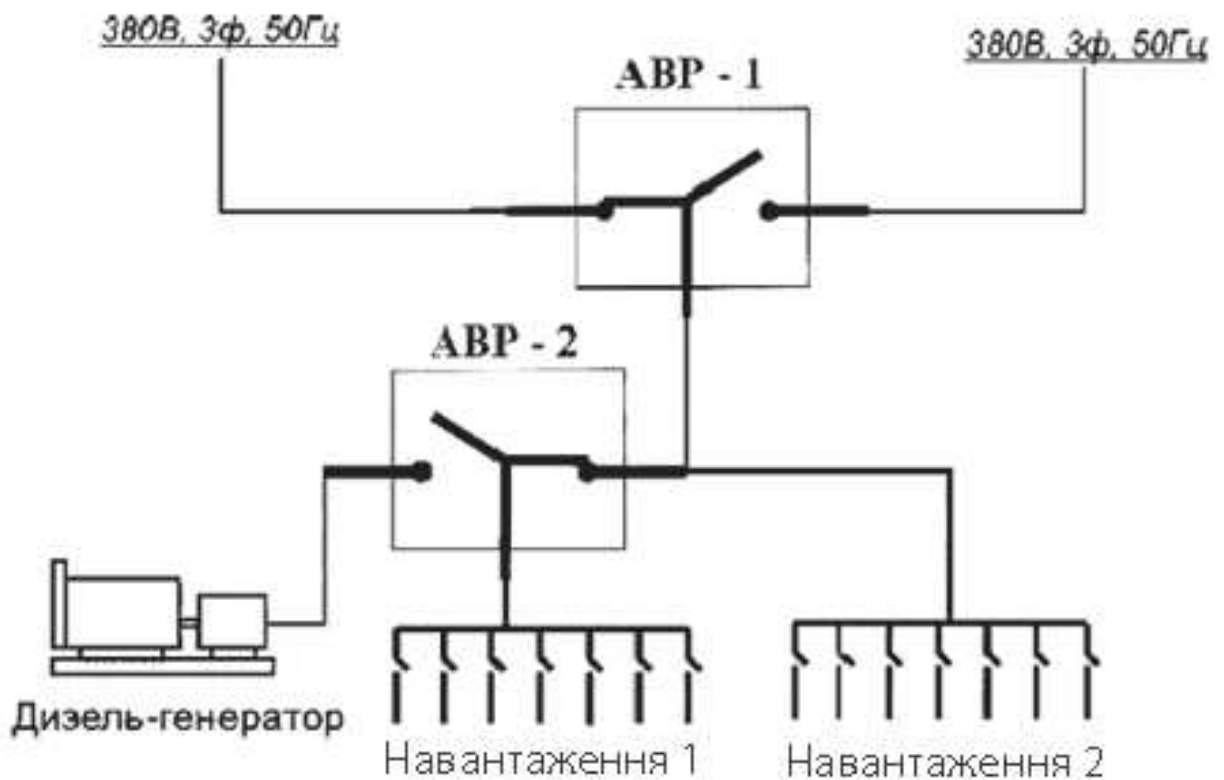 380В, 3ф, 50Гц
380В, 3ф, 50Гц
АВР - 1
АВР - 2
Дизель-генератор
Навантаження 1
Навантаження 2